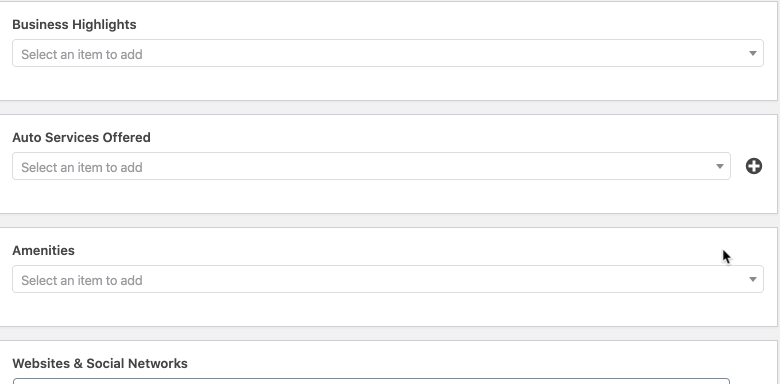 Business Highlights
Select an item to add
Auto Services Offered
Select an item to add
Amenities
Select an item to add
Websites & Social Networks